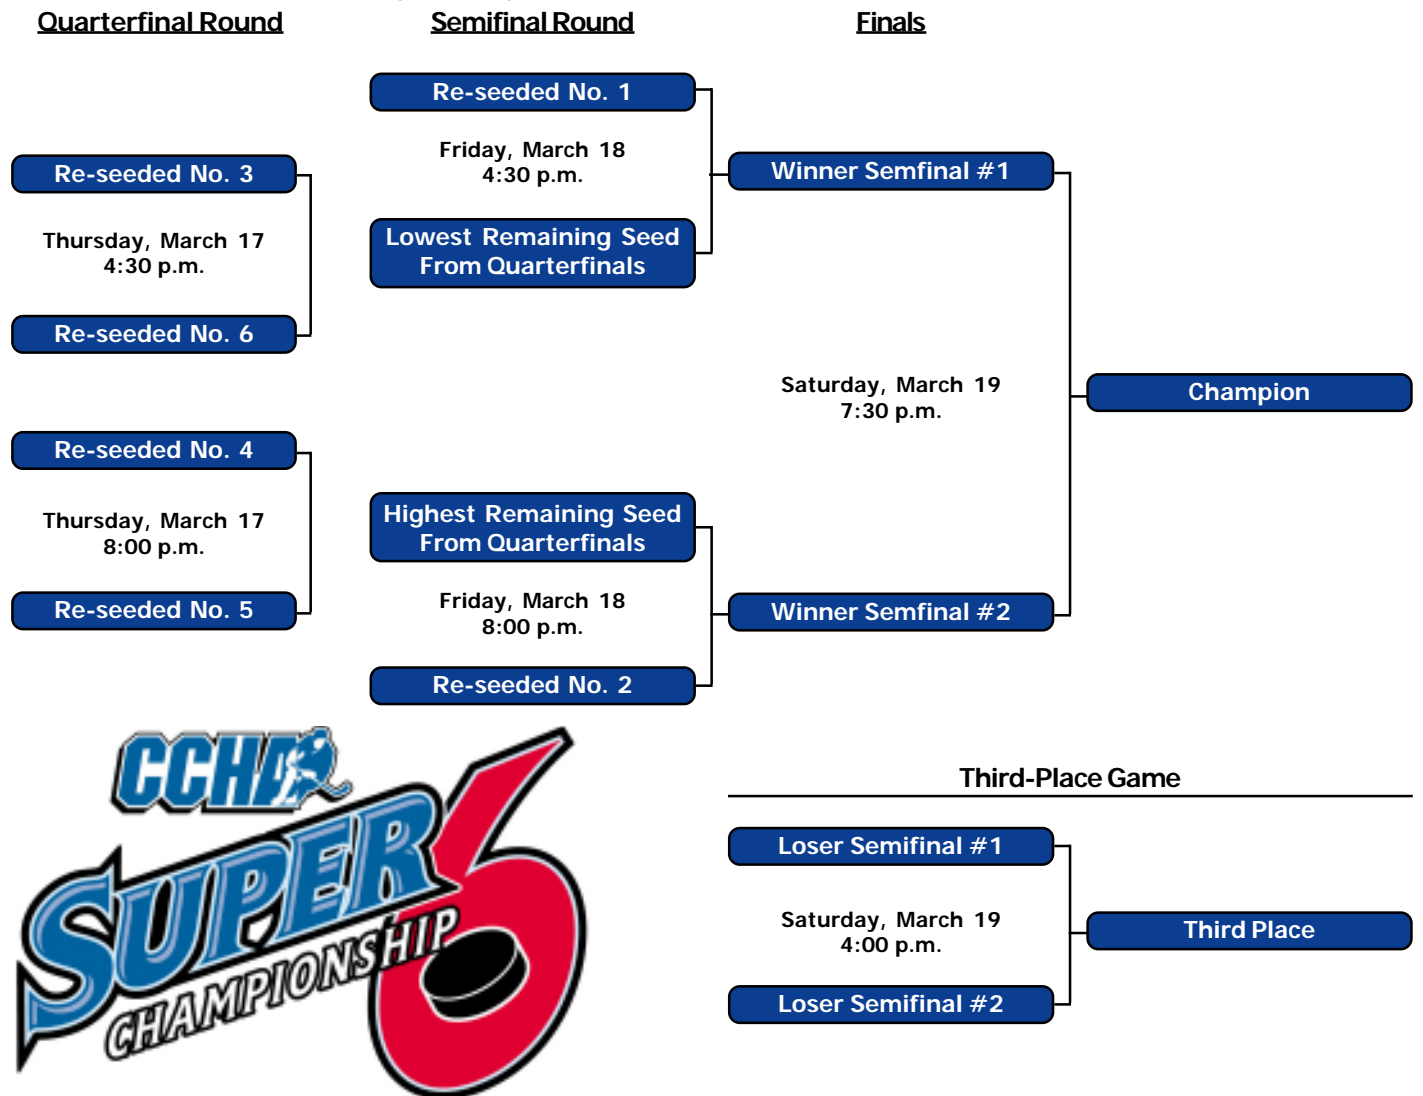 Quarterfinal Round
Semifinal Round
Finals
Re-seeded No. 1
Friday, March 18
4:30 p.m.
Lowest Remaining Seed
From Quarterfinals
Re-seeded No. 3
Thursday, March 17
4:30 p.m.
Re-seeded No. 6
Winner Semfinal #1
Saturday, March 19
7:30 p.m.
Champion
Re-seeded No. 4
Thursday, March 17
8:00 p.m.
Re-seeded No. 5
Highest Remaining Seed
From Quarterfinals
Friday, March 18
8:00 p.m.
Re-seeded No. 2
Winner Semfinal #2
CCHA
SUPER 6
CHAMPIONSHIP
Third-Place Game
Loser Semifinal #1
Saturday, March 19
4:00 p.m.
Loser Semifinal #2
Third Place